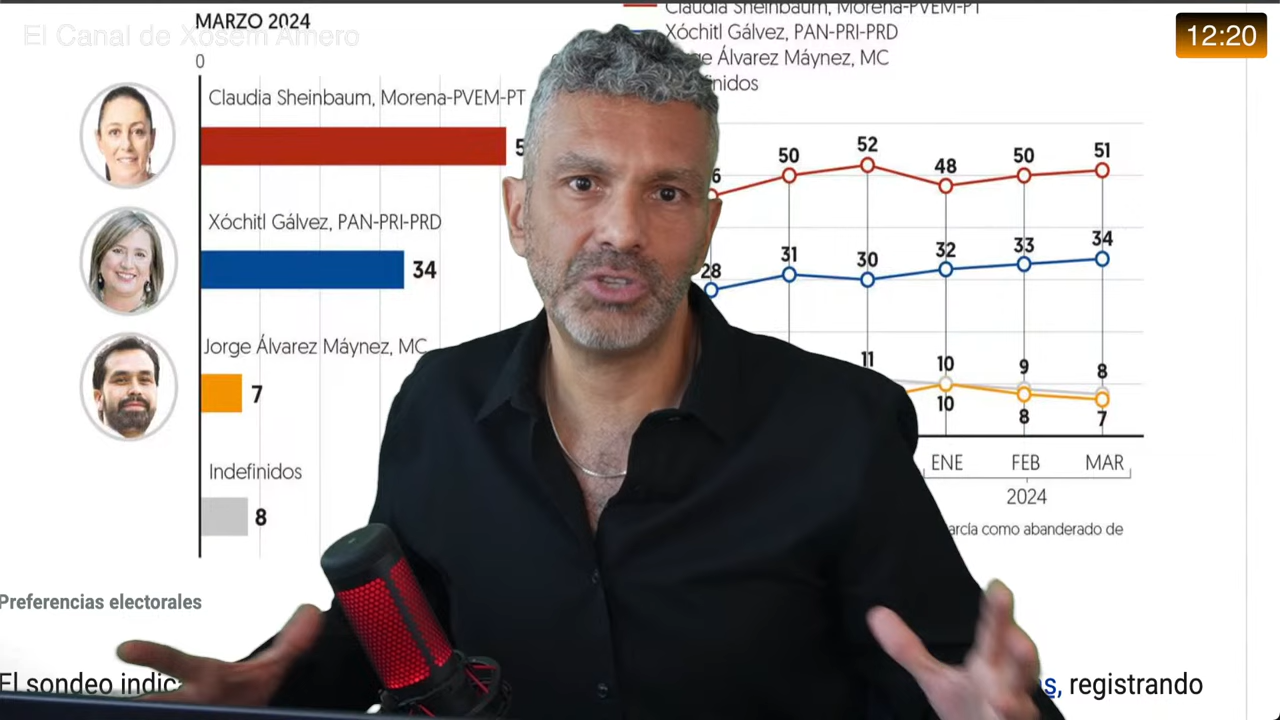 MARZO 2024
El Canal de Xosém Amero
12:20
0
Claudia Sheinbaum, Morena-PVEM-PT
Xóchitl Gálvez, PAN-PRI-PRD
34
Jorge Álvarez Máynez, MC
7
Indefinidos
8
Claudia Sheinbaum, Morena-PVEM-PT
Xóchitl Gálvez, PAN-PRI-PRD
Álvarez Máynez, MC
50 52 48 50 51
28 31 30 32 33 34
11 10 9 8
10 8 7
ENE FEB MAR
2024
como abanderado de
Preferencias electorales
El sondeo
registrando